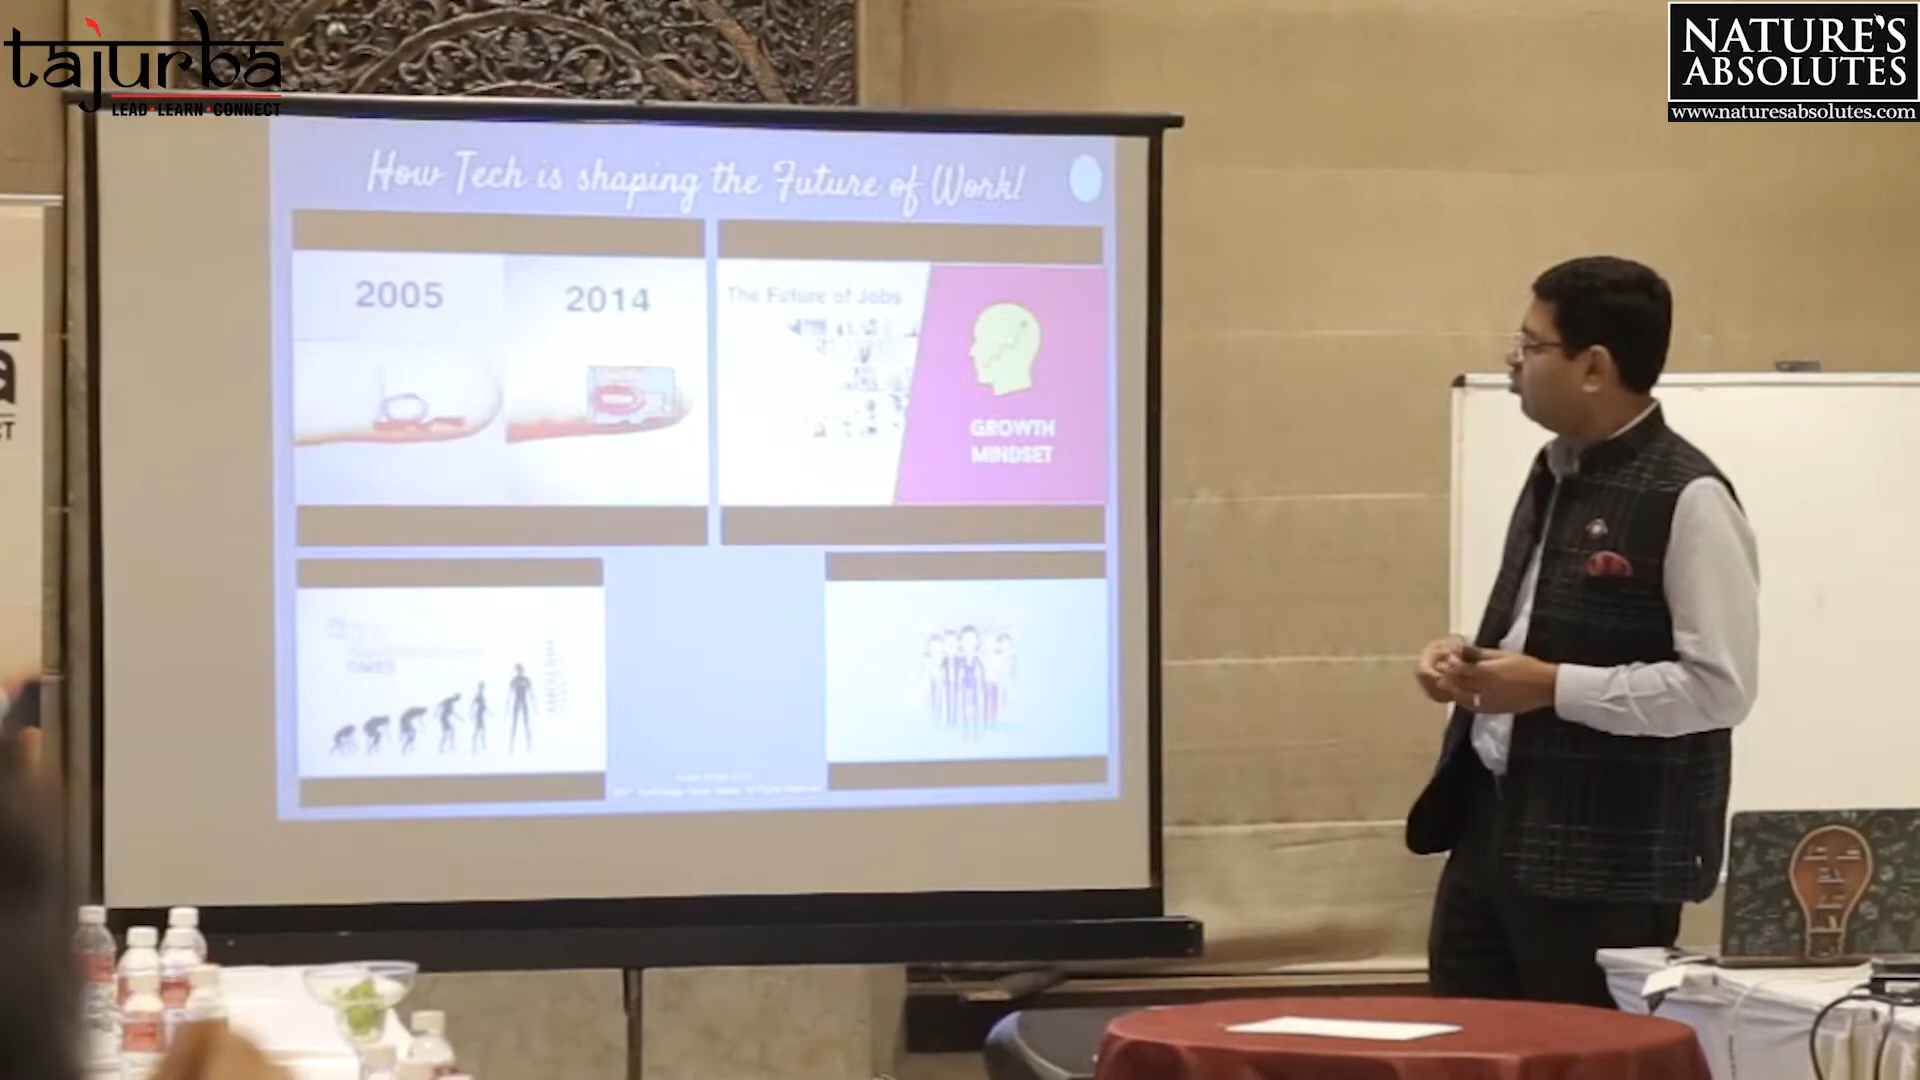 tajurba
LEAD•LEARN•CONNECT
NATURE'S
ABSOLUTES
www.naturesabsolutes.com
How Tech is shaping the Future of Work!
2005
2014
The Future of Jobs
GROWTH
MINDSET
a
CT